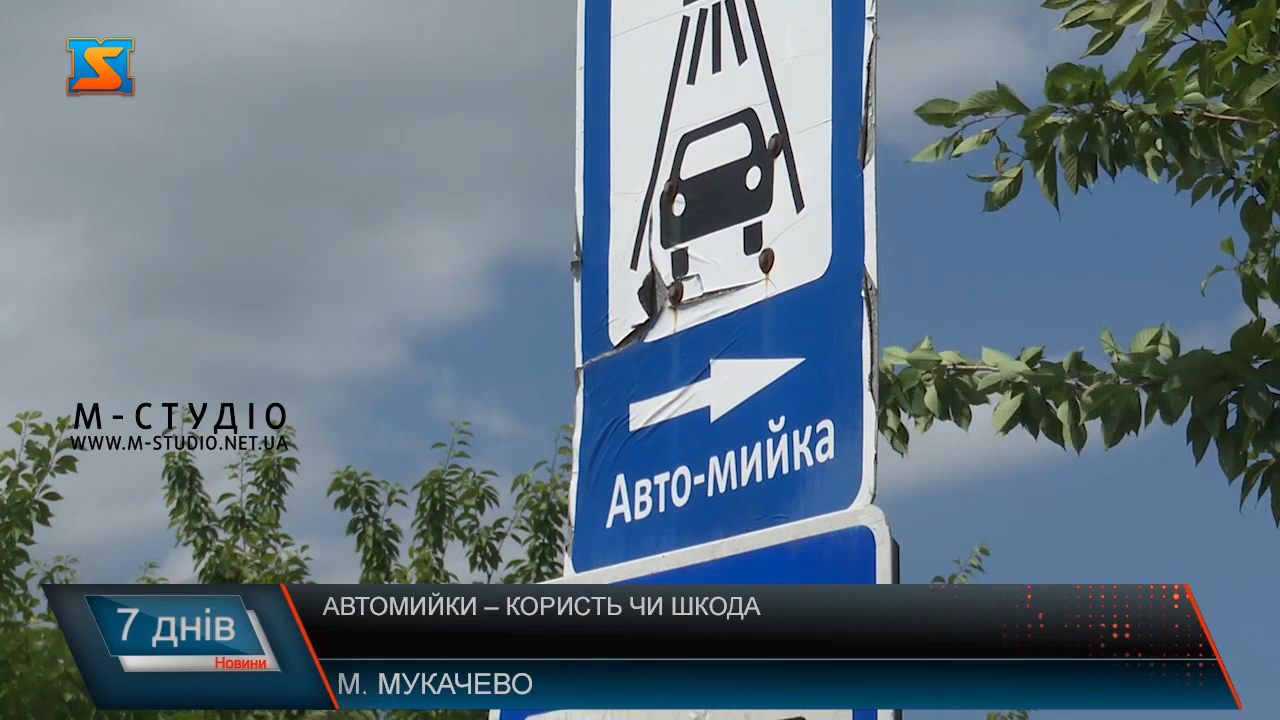 М-СТУДІО
WWW.M-STUDIO.NET.UA
Авто-мийка
7 днів
Новини
АВТОМИЙКИ – КОРИСТЬ ЧИ ШКОДА
М. МУКАЧЕВО